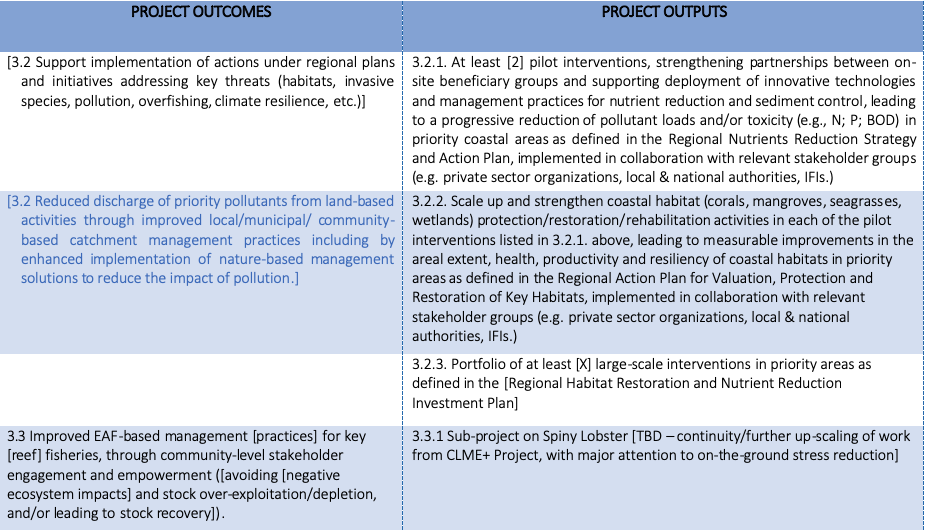 PROJECT OUTCOMES
PROJECT OUTPUTS
[3.2 Support implementation of actions under regional plans
and initiatives addressing key threats (habitats, invasive
species, pollution, overfishing, climate resilience, etc.)]
3.2.1. At least [2] pilot interventions, strengthening partnerships between on-
site beneficiary groups and supporting deployment of innovative technologies
and management practices for nutrient reduction and sediment control, leading
to a progressive reduction of pollutant loads and/or toxicity (e.g., N; P; BOD) in
priority coastal areas as defined in the Regional Nutrients Reduction Strategy
and Action Plan, implemented in collaboration with relevant stakeholder groups
(e.g. private sector organizations, local & national authorities, IFIs.)
[3.2 Reduced discharge of priority pollutants from land-based
activities through improved local/municipal/ community-
based catchment management practices including by
enhanced implementation of nature-based management
solutions to reduce the impact of pollution.]
3.2.2. Scale up and strengthen coastal habitat (corals, mangroves, seagrasses,
wetlands) protection/restoration/rehabilitation activities in each of the pilot
interventions listed in 3.2.1. above, leading to measurable improvements in the
areal extent, health, productivity and resiliency of coastal habitats in priority
areas as defined in the Regional Action Plan for Valuation, Protection and
Restoration of Key Habitats, implemented in collaboration with relevant
stakeholder groups (e.g. private sector organizations, local & national
authorities, IFIs.)
3.2.3. Portfolio of at least [X] large-scale interventions in priority areas as
defined in the [Regional Habitat Restoration and Nutrient Reduction
Investment Plan]
3.3 Improved EAF-based management [practices] for key
[reef] fisheries, through community-level stakeholder
engagement and empowerment ([avoiding [negative
ecosystem impacts] and stock over-exploitation/depletion,
and/or leading to stock recovery]).
3.3.1 Sub-project on Spiny Lobster [TBD – continuity/further up-scaling of work
from CLME+ Project, with major attention to on-the-ground stress reduction]